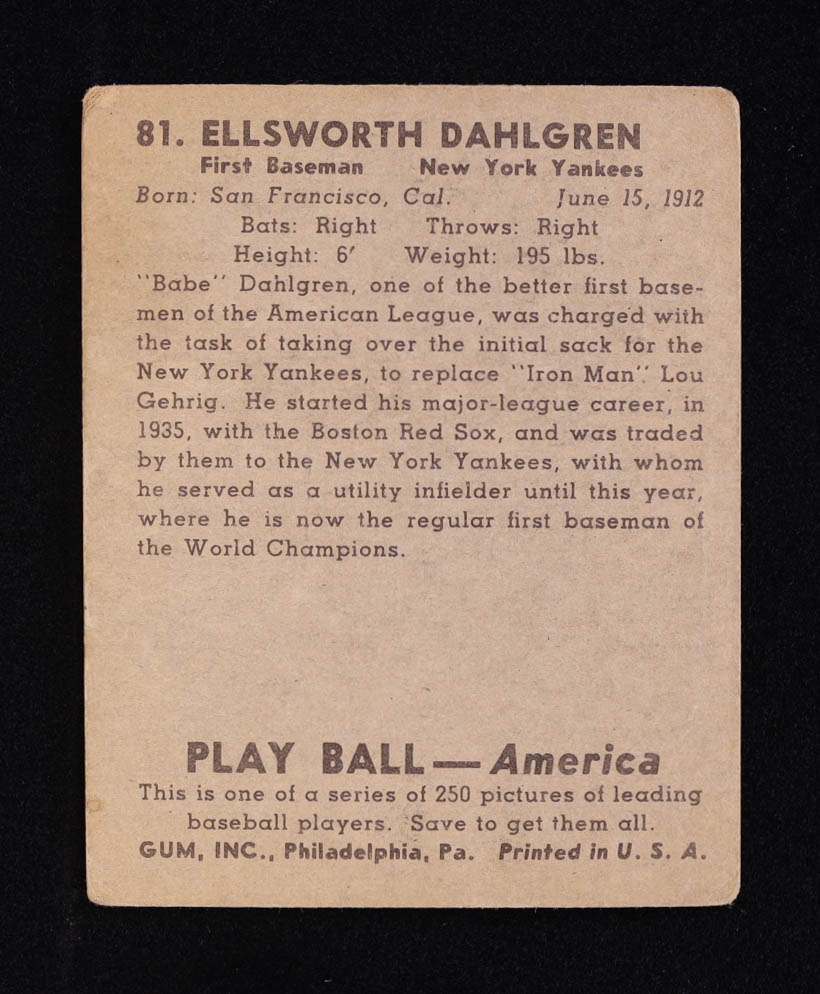 81. ELLSWORTH DAHLGREN
First Baseman New York Yankees
Born: San Francisco, Cal. June 15, 1912
Bats: Right Throws: Right
Height: 6′ Weight: 195 lbs.
"Babe" Dahlgren, one of the better first base-
men of the American League, was charged with
the task of taking over the initial sack for the
New York Yankees, to replace "Iron Man" Lou
Gehrig. He started his major-league career, in
1935, with the Boston Red Sox, and was traded
by them to the New York Yankees, with whom
he served as a utility infielder until this year,
where he is now the regular first baseman of
the World Champions.
PLAY BALL—America
This is one of a series of 250 pictures of leading
baseball players. Save to get them all.
GUM, INC., Philadelphia, Pa. Printed in U. S. A.